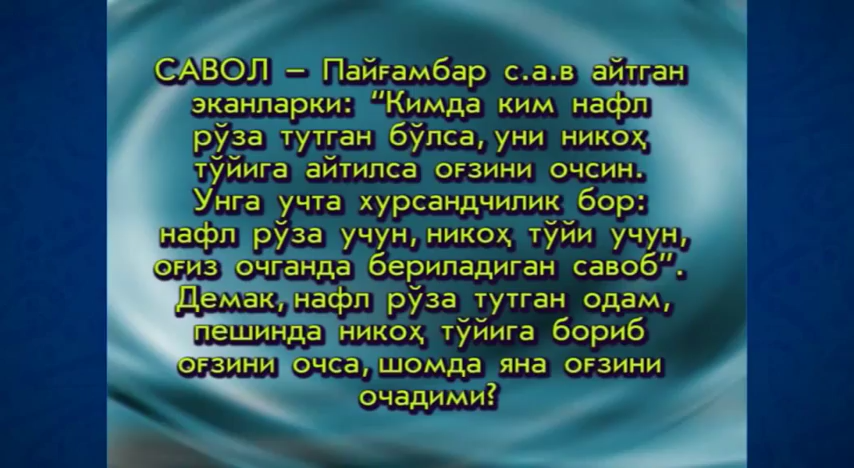 САВОЛ – Пайғамбар с.а.в айтган
эканларки: “Кимда ким нафл
рўза тутган бўлса, уни никоҳ
тўйига айтилса оғзини очсин.
Унга учта хурсандчилик бор:
нафл рўза учун, никоҳ тўйи учун,
оғиз очганда бериладиган савоб”.
Демак, нафл рўза тутган одам,
пешинда никоҳ тўйига бориб
оғзини очса, шомда яна оғзини
очадими?